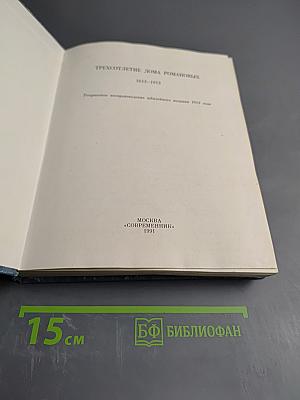 ТРЕХСОТЛЕТИЕ ДОМА РОМАНОВЫХ
1613—1913
Репринтное воспроизведение юбилейного издания 1913 года
МОСКВА
«СОВРЕМЕННИК»
1991
15 см
БФ БИБЛИОФАН